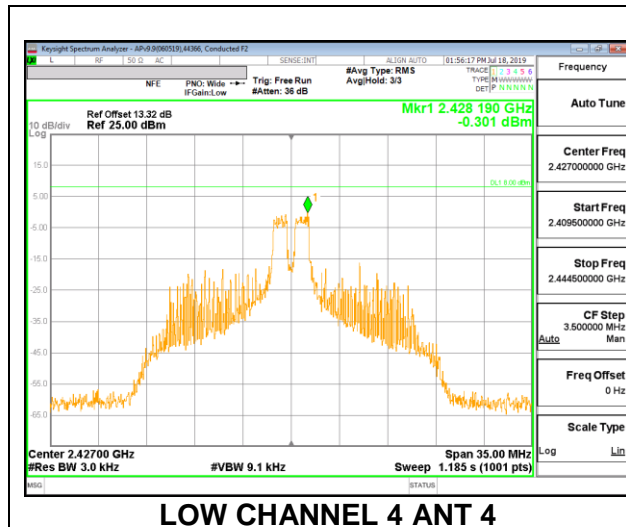 Keysight Spectrum Analyzer - APv9.9(060519),44366, Conducted F2
L RF 50 Ω AC SENSE:INT ALIGN AUTO 01:56:17 PM Jul 18, 2019
#Avg Type: RMS TRACE 1 2 3 4 5 6
NFE PNO: Wide Trig: Free Run Avg|Hold: 3/3 TYPE M WWWWW
IFGain:Low #Atten: 36 dB DET P N N N N N
Ref Offset 13.32 dB Mkr1 2.428 190 GHz
10 dB/div Ref 25.00 dBm -0.301 dBm
Log
15.0
DL1 8.00 dBm
5.00
1
-5.00
-15.0
-25.0
-35.0
-45.0
-55.0
-65.0
Center 2.42700 GHz Span 35.00 MHz
#Res BW 3.0 kHz #VBW 9.1 kHz Sweep 1.185 s (1001 pts)
MSG STATUS
Frequency
Auto Tune
Center Freq
2.427000000 GHz
Start Freq
2.409500000 GHz
Stop Freq
2.444500000 GHz
CF Step
3.500000 MHz
Auto Man
Freq Offset
0 Hz
Scale Type
Log Lin
LOW CHANNEL 4 ANT 4